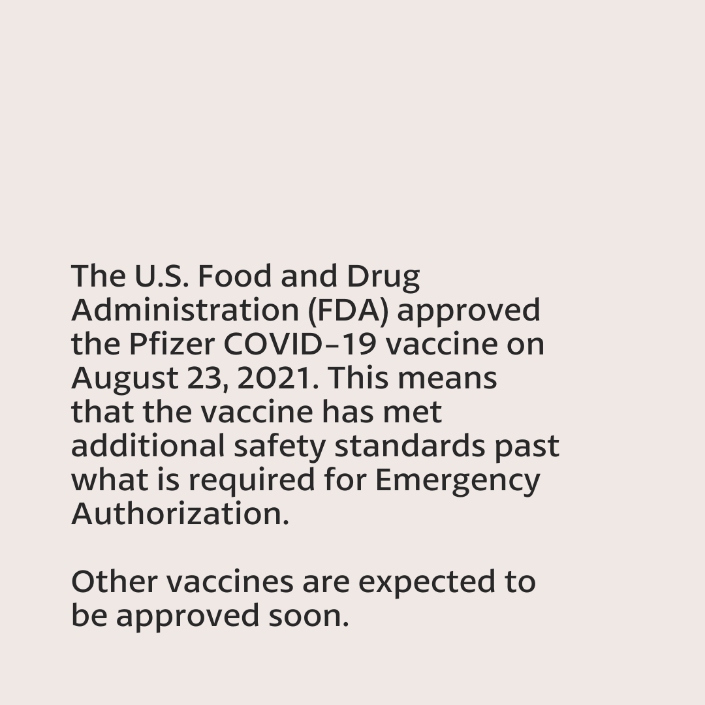 The U.S. Food and Drug
Administration (FDA) approved
the Pfizer COVID-19 vaccine on
August 23, 2021. This means
that the vaccine has met
additional safety standards past
what is required for Emergency
Authorization.
Other vaccines are expected to
be approved soon.